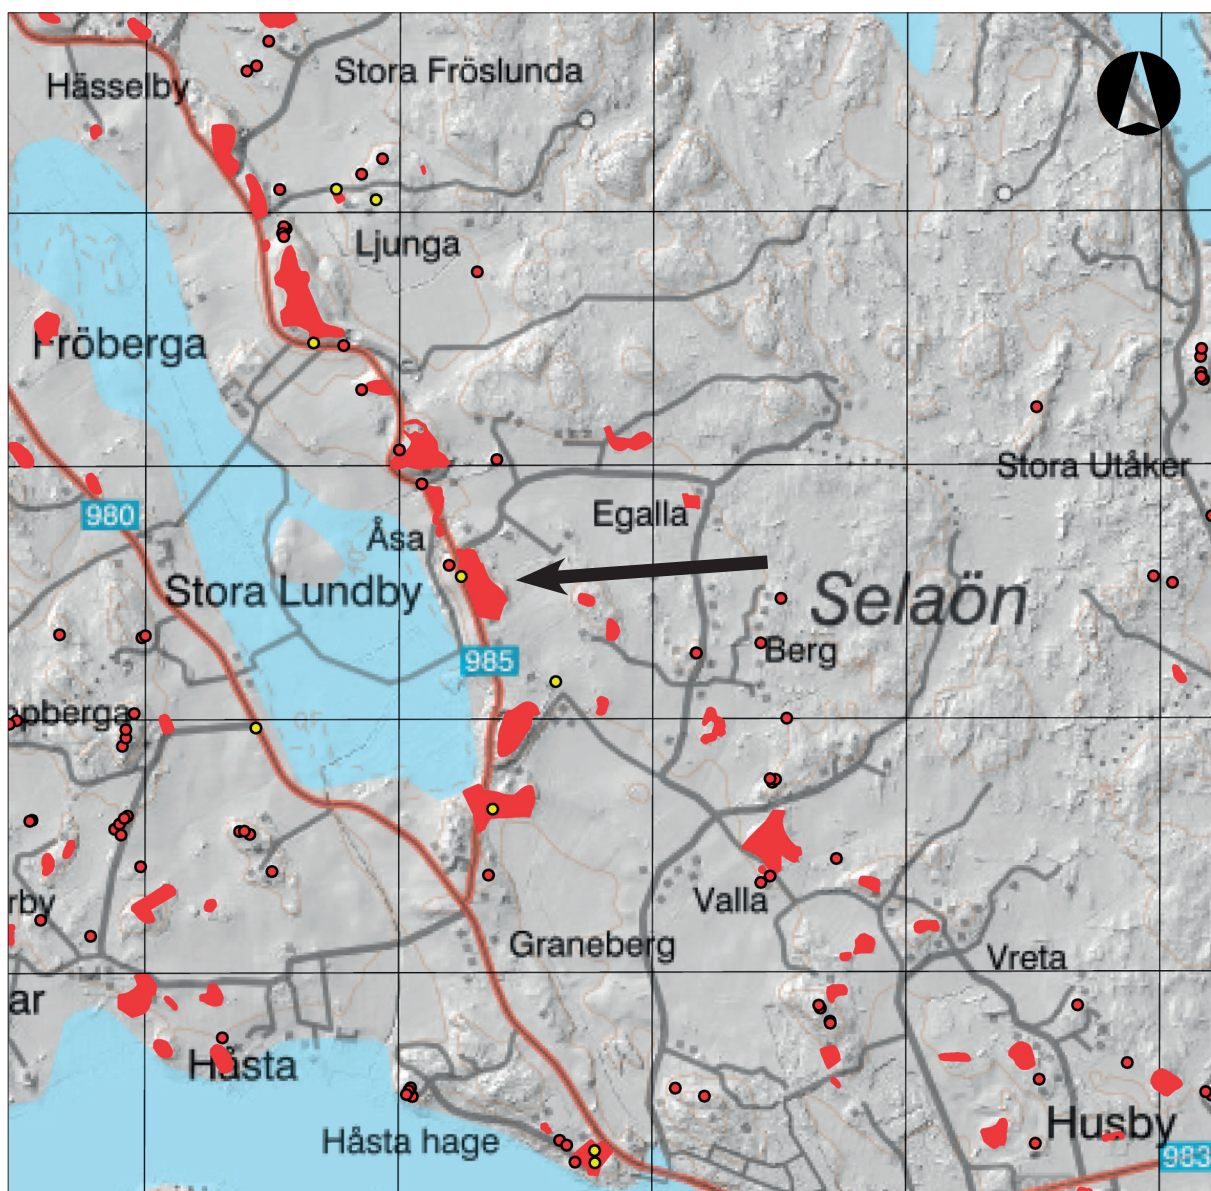 Stora Fröslunda
Hässelby
Ljunga
Fröberga
Stora Utåker
980
Egalla
Åsa
Stora Lundby
Selaön
985
Berg
opberga
rby
Valla
Graneberg
Vreta
ar
Håsta
Håsta hage
Husby
983